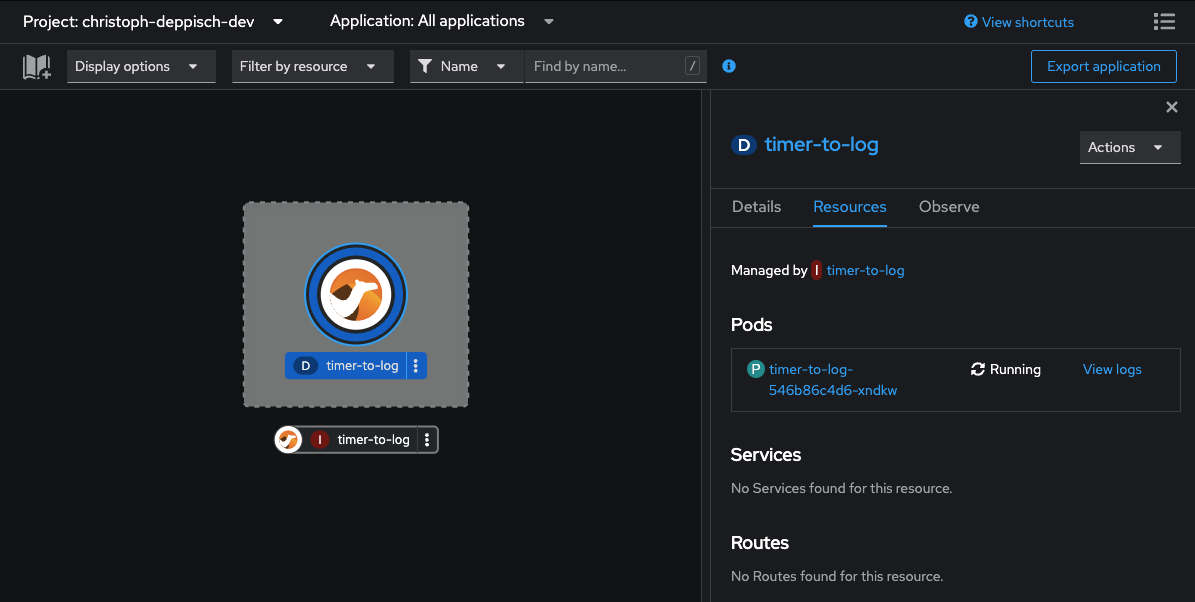 Project: christoph-deppisch-dev Application: All applications View shortcuts
Display options Filter by resource Name Find by name... / Export application
D timer-to-log Actions
Details Resources Observe
Managed by I timer-to-log
Pods
P timer-to-log- Running View logs
546b86c4d6-xndkw
Services
No Services found for this resource.
Routes
No Routes found for this resource.
D timer-to-log
I timer-to-log